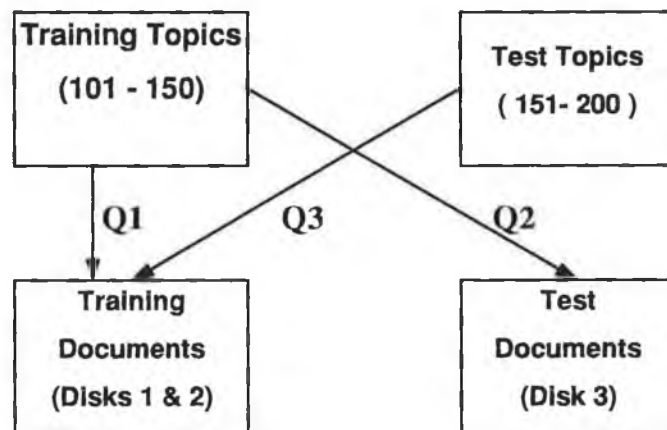 Training Topics
(101 - 150)
Test Topics
( 151- 200 )
Q1
Q3
Q2
Training
Documents
(Disks 1 & 2)
Test
Documents
(Disk 3)